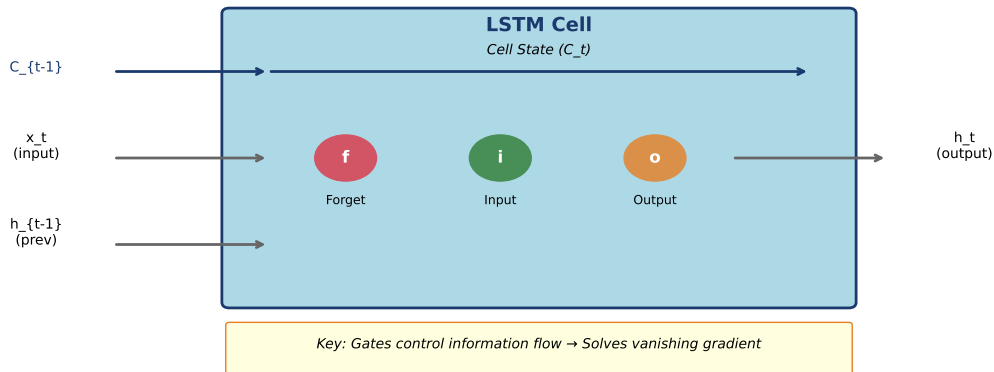 LSTM Cell
Cell State (C_t)
C_{t-1}
x_t
(input)
h_t
(output)
f
i
o
Forget
Input
Output
h_{t-1}
(prev)
Key: Gates control information flow → Solves vanishing gradient